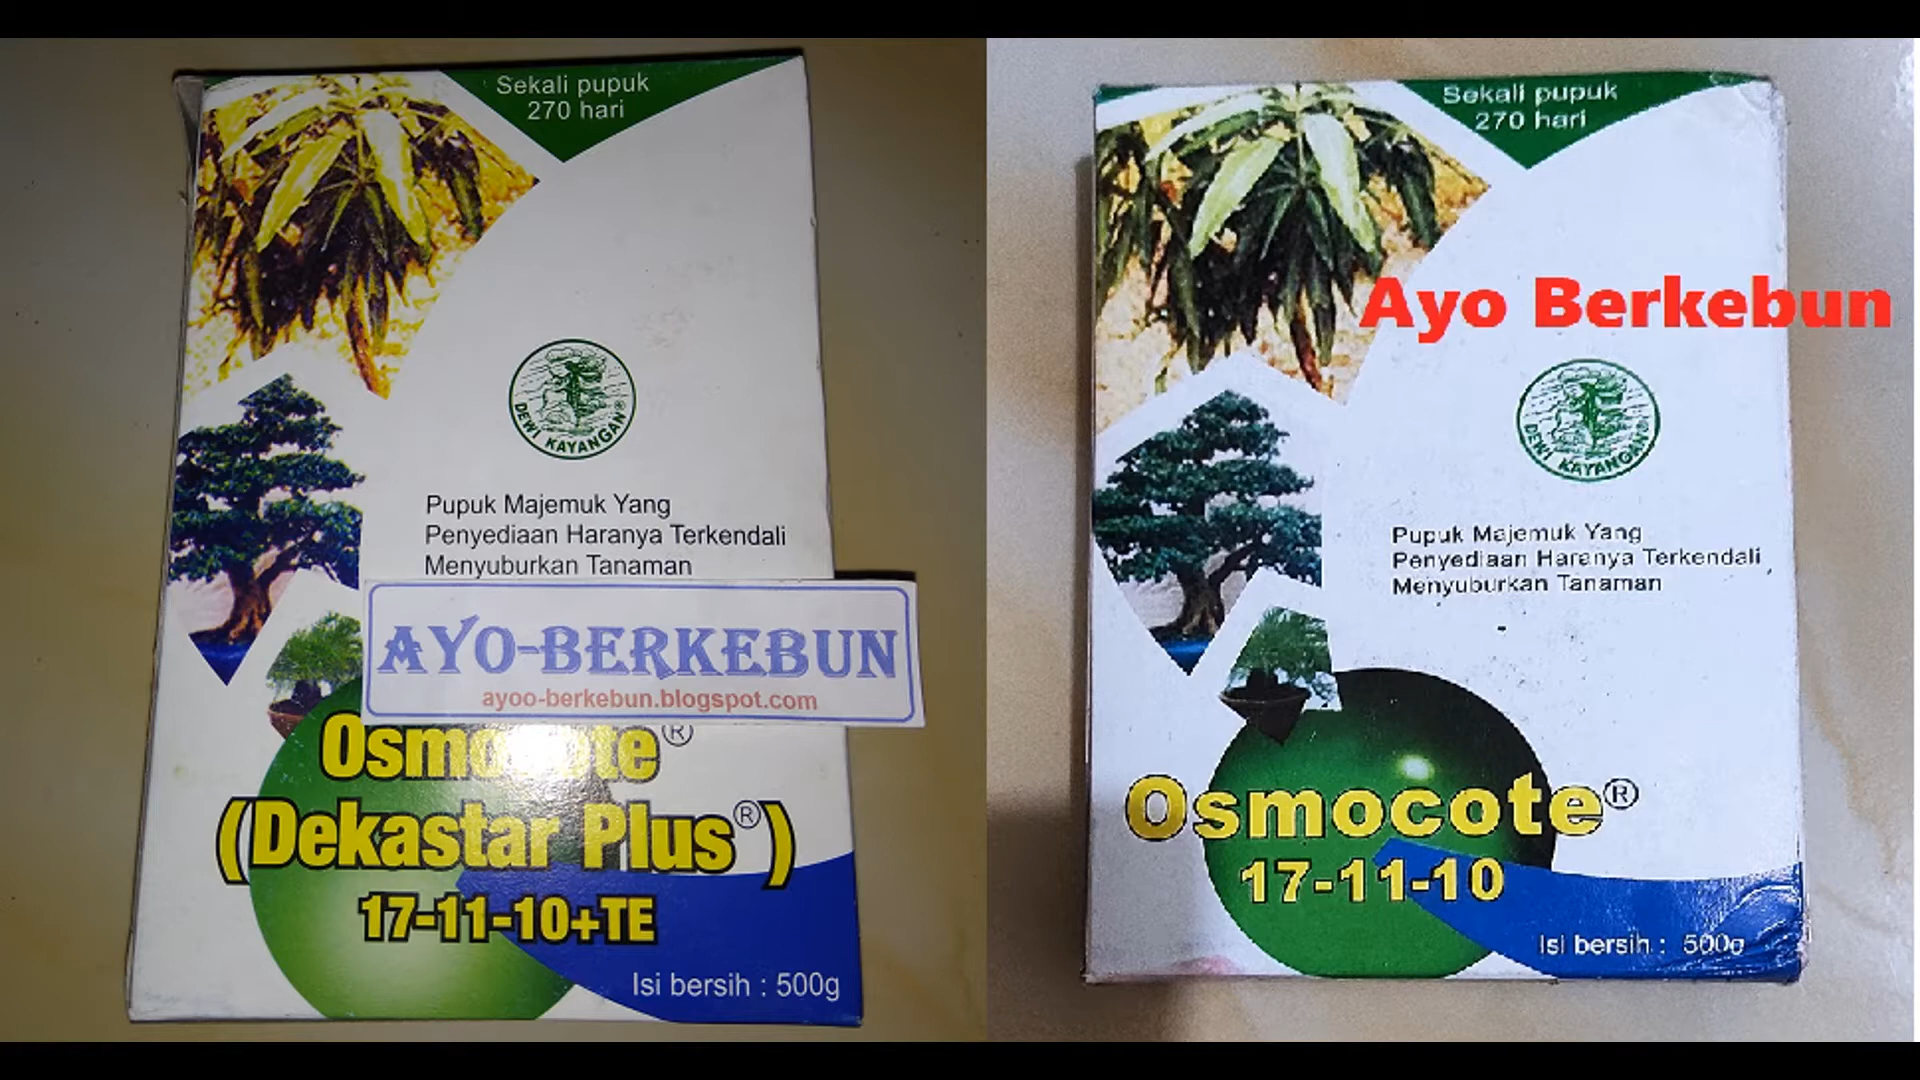 Sekali pupuk
270 hari
DEWI KAYANGAN®
Pupuk Majemuk Yang
Penyediaan Haranya Terkendali
Menyuburkan Tanaman
AYO-BERKEBUN
ayoo-berkebun.blogspot.com
Osmocote®
(Dekastar Plus®)
17-11-10+TE
Isi bersih : 500g
Sekali pupuk
270 hari
Ayo Berkebun
DEWI KAYANGAN®
Pupuk Majemuk Yang
Penyediaan Haranya Terkendali
Menyuburkan Tanaman
Osmocote®
17-11-10
Isi bersih : 500g